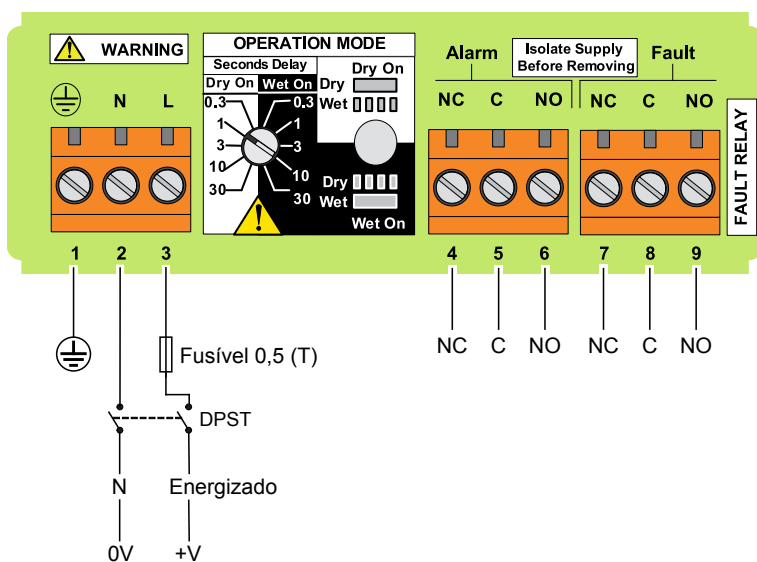 WARNING
N L
OPERATION MODE
Seconds Delay
Dry On Wet On
0.3 0.3
1 1
3 3
10 10
30 30
Dry On
Dry
Wet
Dry
Wet
Wet On
Alarm
Isolate Supply
Before Removing
Fault
NC C NO NC C NO
FAULT RELAY
1 2 3 4 5 6 7 8 9
NC C NO NC C NO
Fusível 0,5 (T)
DPST
N Energizado
0V +V